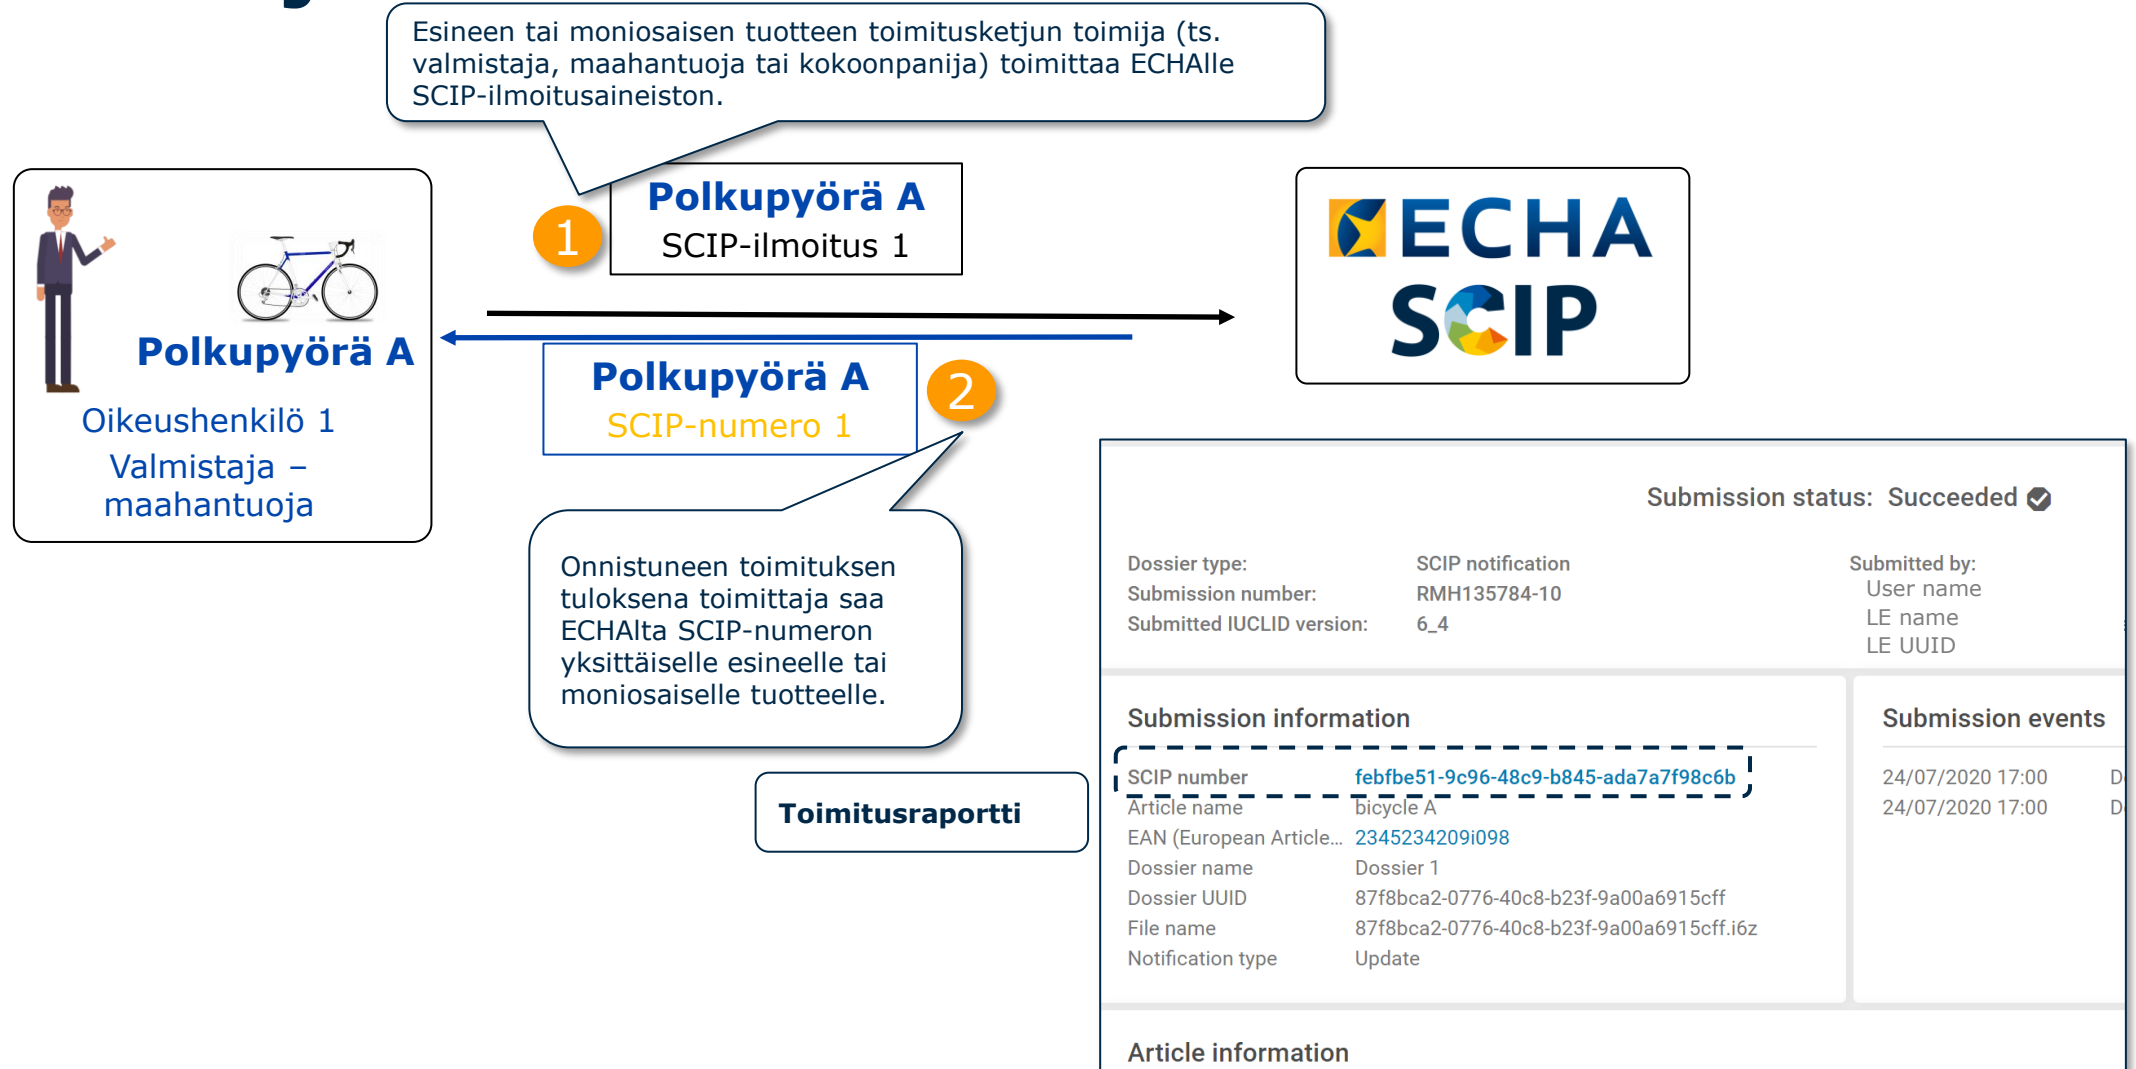 Esineen tai moniosaisen tuotteen toimitusketjun toimija (ts.
valmistaja, maahantuoja tai kokoonpanija) toimittaa ECHAlle
SCIP-ilmoitusaineiston.
Polkupyörä A
SCIP-ilmoitus 1
1
ECHA
SCIP
Polkupyörä A
Oikeushenkilö 1
Valmistaja –
maahantuoja
Polkupyörä A
SCIP-numero 1
2
Onnistuneen toimituksen
tuloksena toimittaja saa
ECHAlta SCIP-numeron
yksittäiselle esineelle tai
moniosaiselle tuotteelle.
Toimitusraportti
Submission status: Succeeded
Dossier type: SCIP notification
Submission number: RMH135784-10
Submitted IUCLID version: 6_4
Submitted by:
User name
LE name
LE UUID
Submission information
SCIP number febfbe51-9c96-48c9-b845-ada7a7f98c6b
Article name bicycle A
EAN (European Article... 2345234209i098
Dossier name Dossier 1
Dossier UUID 87f8bca2-0776-40c8-b23f-9a00a6915cff
File name 87f8bca2-0776-40c8-b23f-9a00a6915cff.i6z
Notification type Update
Submission events
24/07/2020 17:00
24/07/2020 17:00
Article information